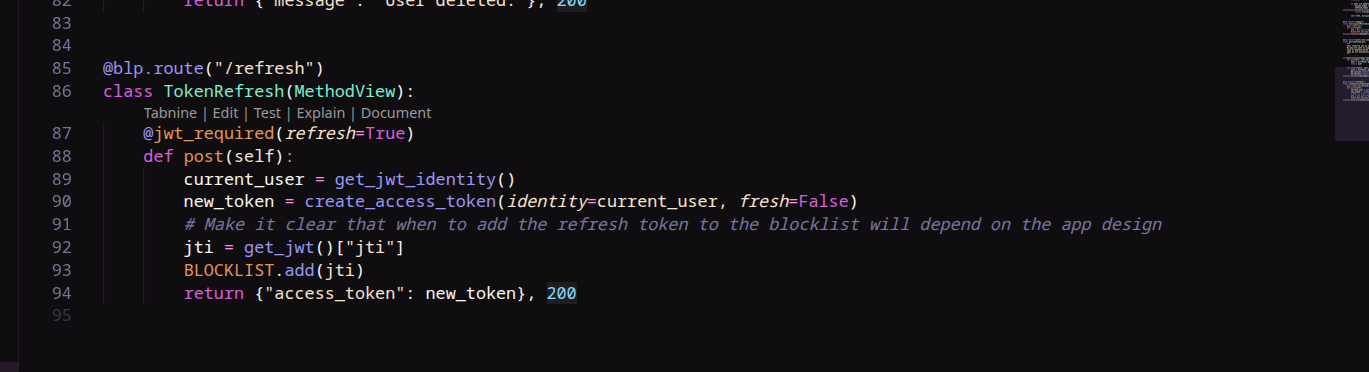 82 return {"message": "User deleted."}, 200
83
84
85 @blp.route("/refresh")
86 class TokenRefresh(MethodView):
Tabnine | Edit | Test | Explain | Document
87 @jwt_required(refresh=True)
88 def post(self):
89 current_user = get_jwt_identity()
90 new_token = create_access_token(identity=current_user, fresh=False)
91 # Make it clear that when to add the refresh token to the blocklist will depend on the app design
92 jti = get_jwt()["jti"]
93 BLOCKLIST.add(jti)
94 return {"access_token": new_token}, 200
95